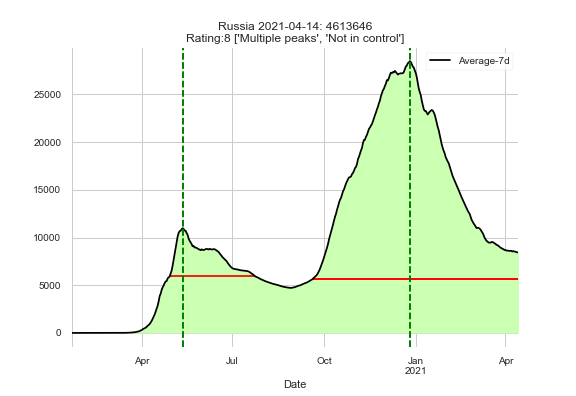 Russia 2021-04-14: 4613646
Rating:8 ['Multiple peaks', 'Not in control']
Average-7d
25000
20000
15000
10000
5000
0
Apr
Jul
Oct
Jan
2021
Apr
Date